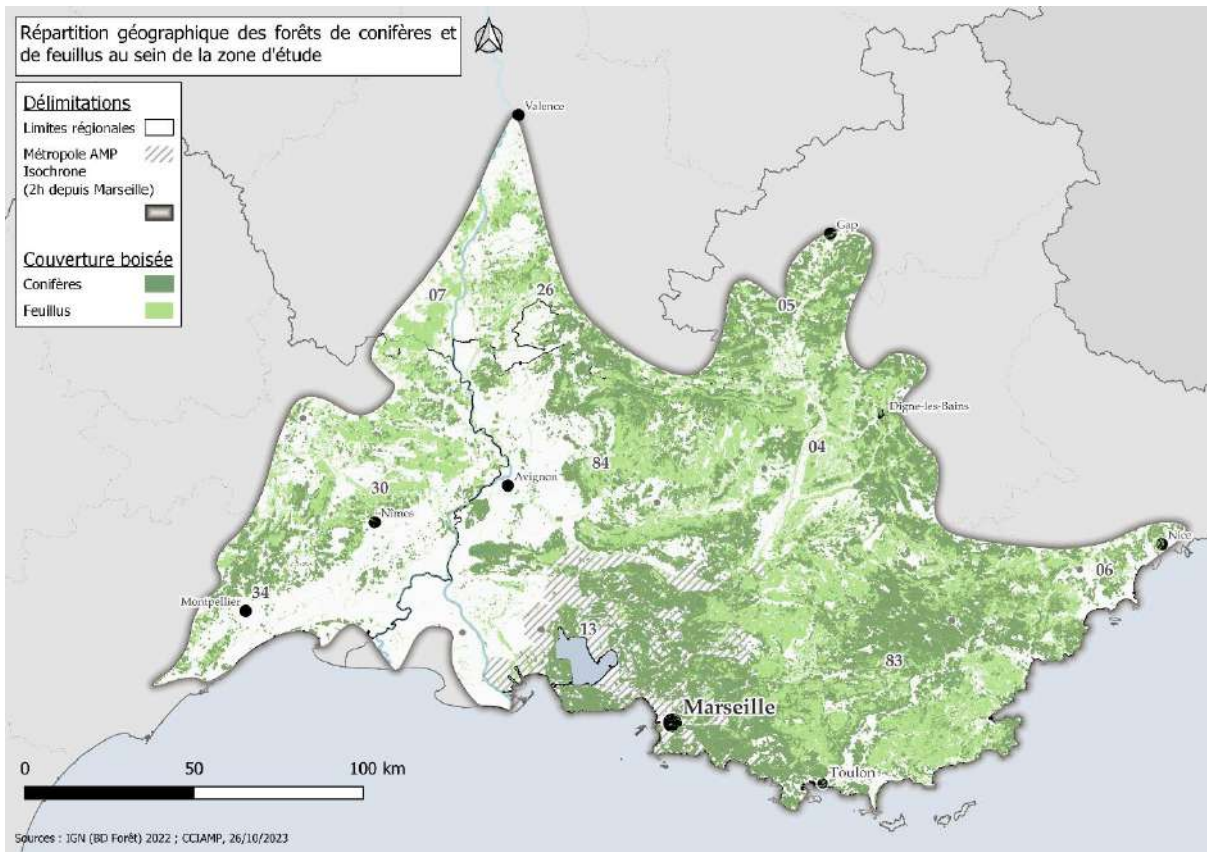 Répartition géographique des forêts de conifères et
de feuillus au sein de la zone d'étude
Délimitations
Limites régionales
Métropole AMP
Isochrone
(2h depuis Marseille)
Couverture boisée
Conifères
Feuillus
Valence
Gap
26
07
05
Digne-les-Bains
04
84
Avignon
30
Nîmes
Nice
06
34
Montpellier
13
83
Marseille
Toulon
0
50
100 km
Sources : IGN (BD Forêt) 2022 ; CCIAMP, 26/10/2023